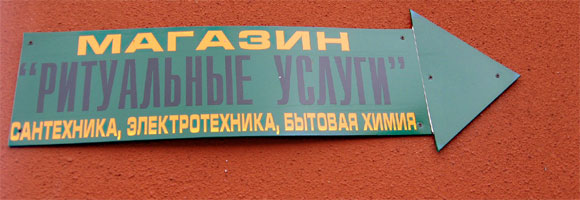 МАГАЗИН
“РИТУАЛЬНЫЕ УСЛУГИ”
САНТЕХНИКА, ЭЛЕКТРОТЕХНИКА, БЫТОВАЯ ХИМИЯ